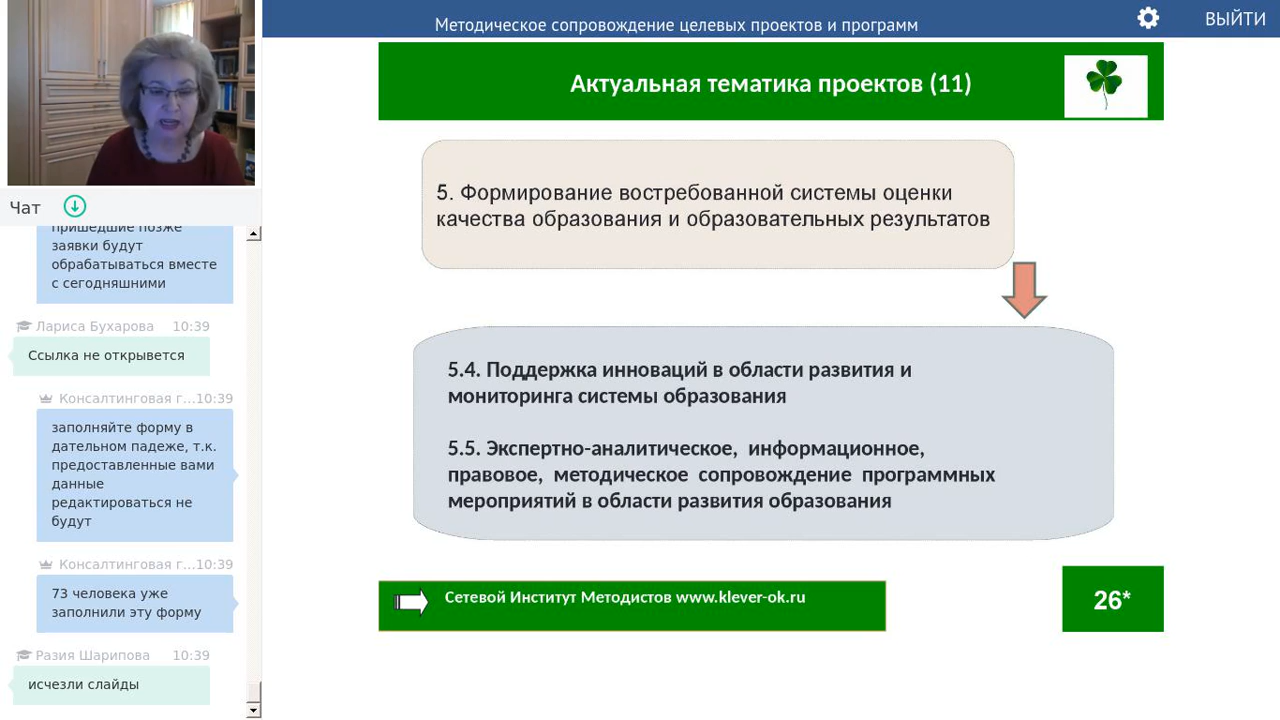 Методическое сопровождение целевых проектов и программ
ВЫЙТИ
Чат
пришедшие позже
заявки будут
обрабатываться вместе
с сегодняшними
Лариса Бухарова 10:39
Ссылка не открывется
Консалтинговая г...10:39
заполняйте форму в
дательном падеже, т.к.
предоставленные вами
данные
редактироваться не
будут
Консалтинговая г...10:39
73 человека уже
заполнили эту форму
Разия Шарипова 10:39
исчезли слайды
Актуальная тематика проектов (11)
5. Формирование востребованной системы оценки
качества образования и образовательных результатов
5.4. Поддержка инноваций в области развития и
мониторинга системы образования
5.5. Экспертно-аналитическое, информационное,
правовое, методическое сопровождение программных
мероприятий в области развития образования
Сетевой Институт Методистов www.klever-ok.ru
26*